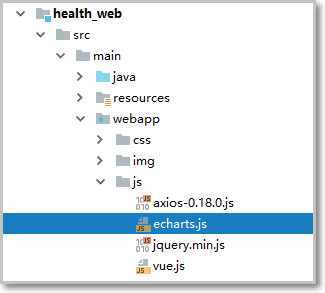 health_web
src
main
java
resources
webapp
css
img
js
axios-0.18.0.js
echarts.js
jquery.min.js
vue.js